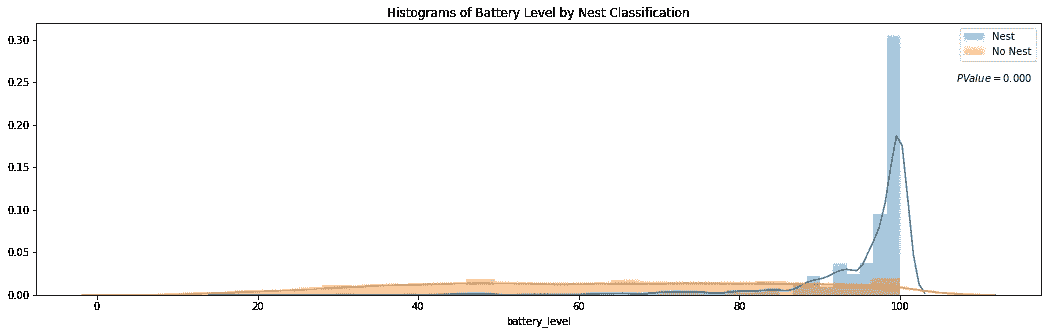 Histograms of Battery Level by Nest Classification
Nest
No Nest
PValue = 0.000
0.30
0.25
0.20
0.15
0.10
0.05
0.00
0 20 40 60 80 100
battery_level